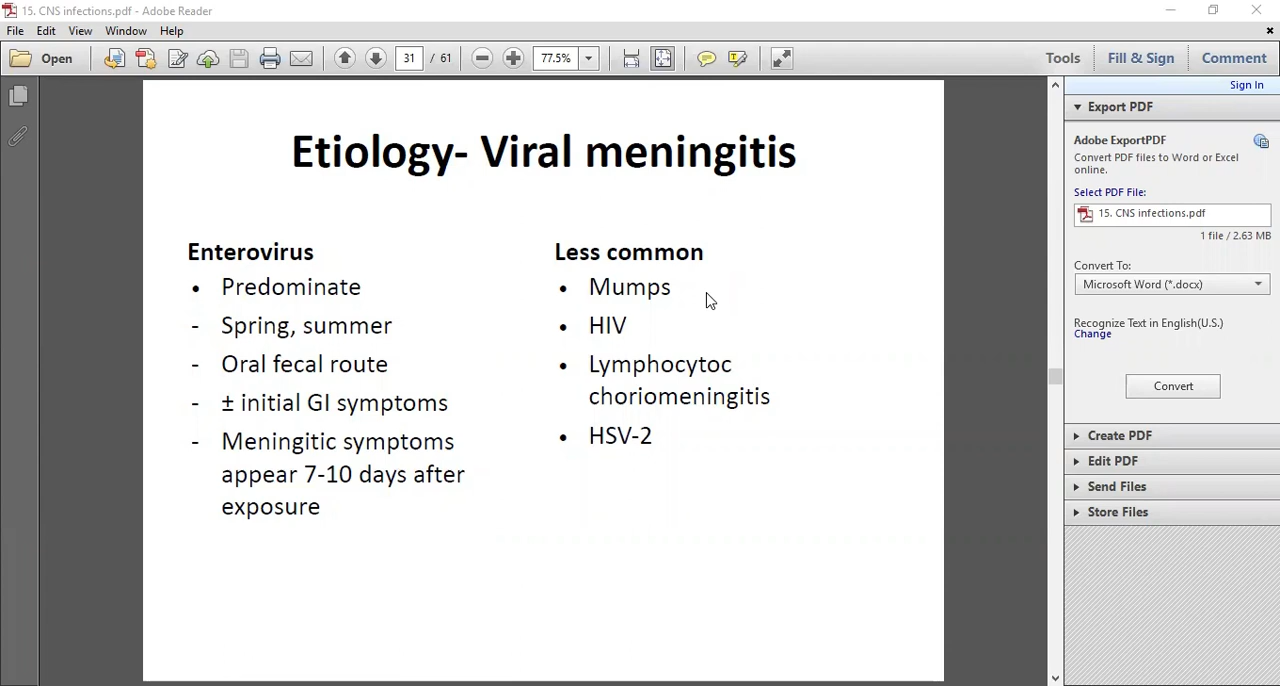 15. CNS infections.pdf - Adobe Reader
File Edit View Window Help
Open 31 / 61 77.5% Tools Fill & Sign Comment
Sign In
Etiology- Viral meningitis
Enterovirus
• Predominate
- Spring, summer
- Oral fecal route
- ± initial GI symptoms
- Meningitic symptoms
appear 7-10 days after
exposure
Less common
• Mumps
• HIV
• Lymphocytoc
choriomeningitis
• HSV-2
Export PDF
Adobe ExportPDF
Convert PDF files to Word or Excel
online.
Select PDF File:
15. CNS infections.pdf
1 file / 2.63 MB
Convert To:
Microsoft Word (*.docx)
Recognize Text in English(U.S.)
Change
Convert
Create PDF
Edit PDF
Send Files
Store Files